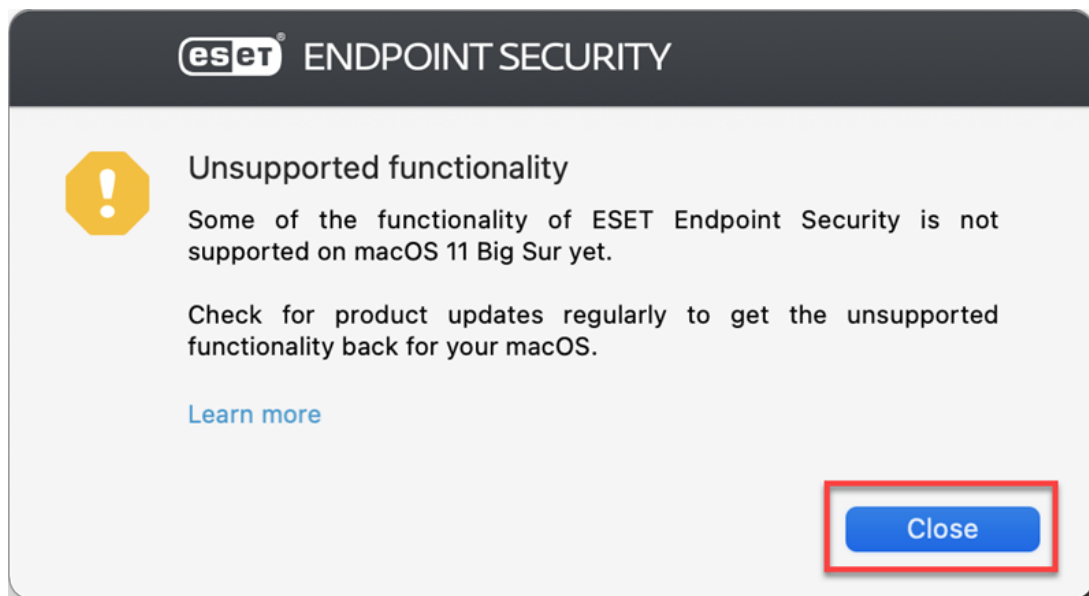 eset® ENDPOINT SECURITY
Unsupported functionality
Some of the functionality of ESET Endpoint Security is not
supported on macOS 11 Big Sur yet.
Check for product updates regularly to get the unsupported
functionality back for your macOS.
Learn more
Close